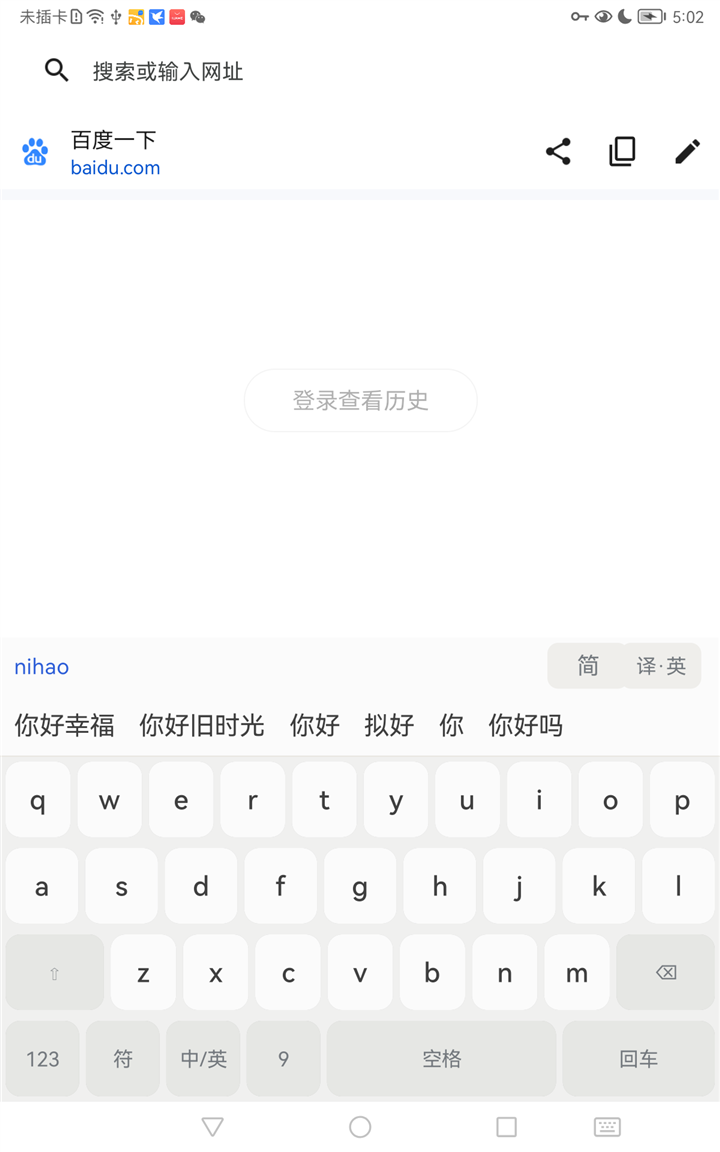 未插卡 5:02
搜索或输入网址
百度一下
baidu.com
登录查看历史
nihao 简 译·英
你好幸福 你好旧时光 你好 拟好 你 你好吗
q w e r t y u i o p
a s d f g h j k l
⇧ z x c v b n m ⌫
123 符 中/英 9 空格 回车